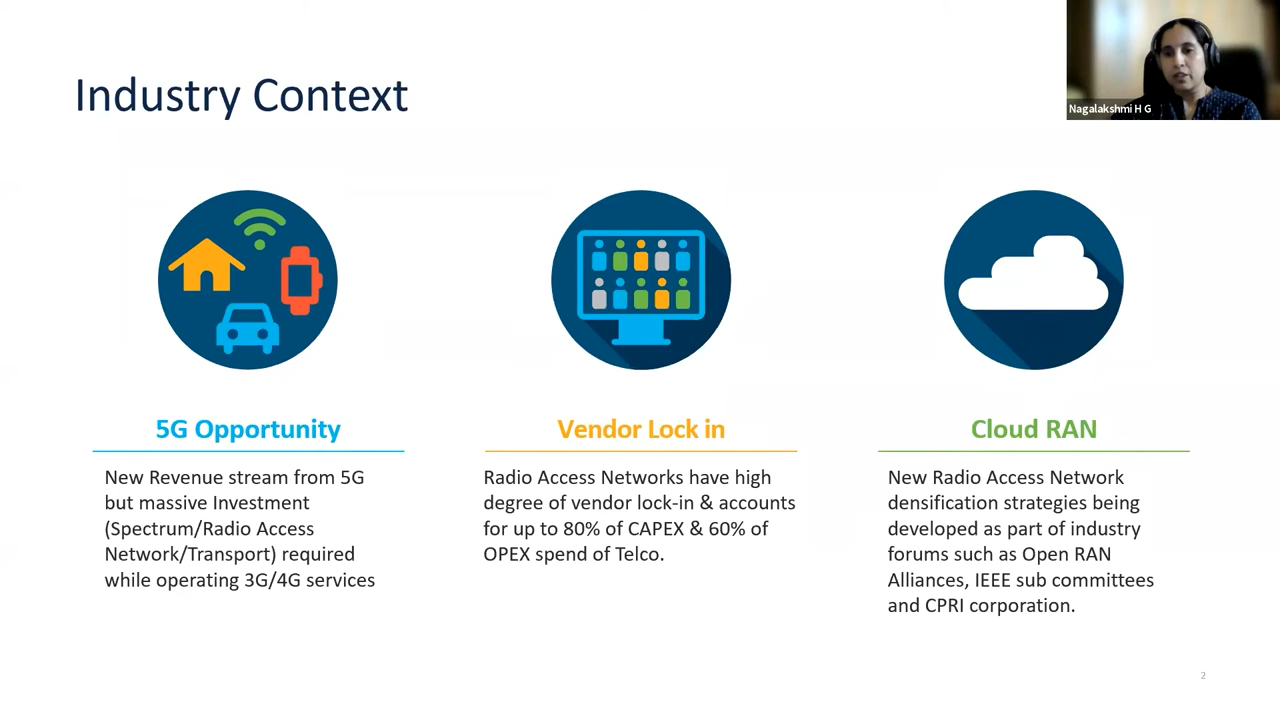 Industry Context
Nagalakshmi H G
5G Opportunity
New Revenue stream from 5G
but massive Investment
(Spectrum/Radio Access
Network/Transport) required
while operating 3G/4G services
Vendor Lock in
Radio Access Networks have high
degree of vendor lock-in & accounts
for up to 80% of CAPEX & 60% of
OPEX spend of Telco.
Cloud RAN
New Radio Access Network
densification strategies being
developed as part of industry
forums such as Open RAN
Alliances, IEEE sub committees
and CPRI corporation.
2